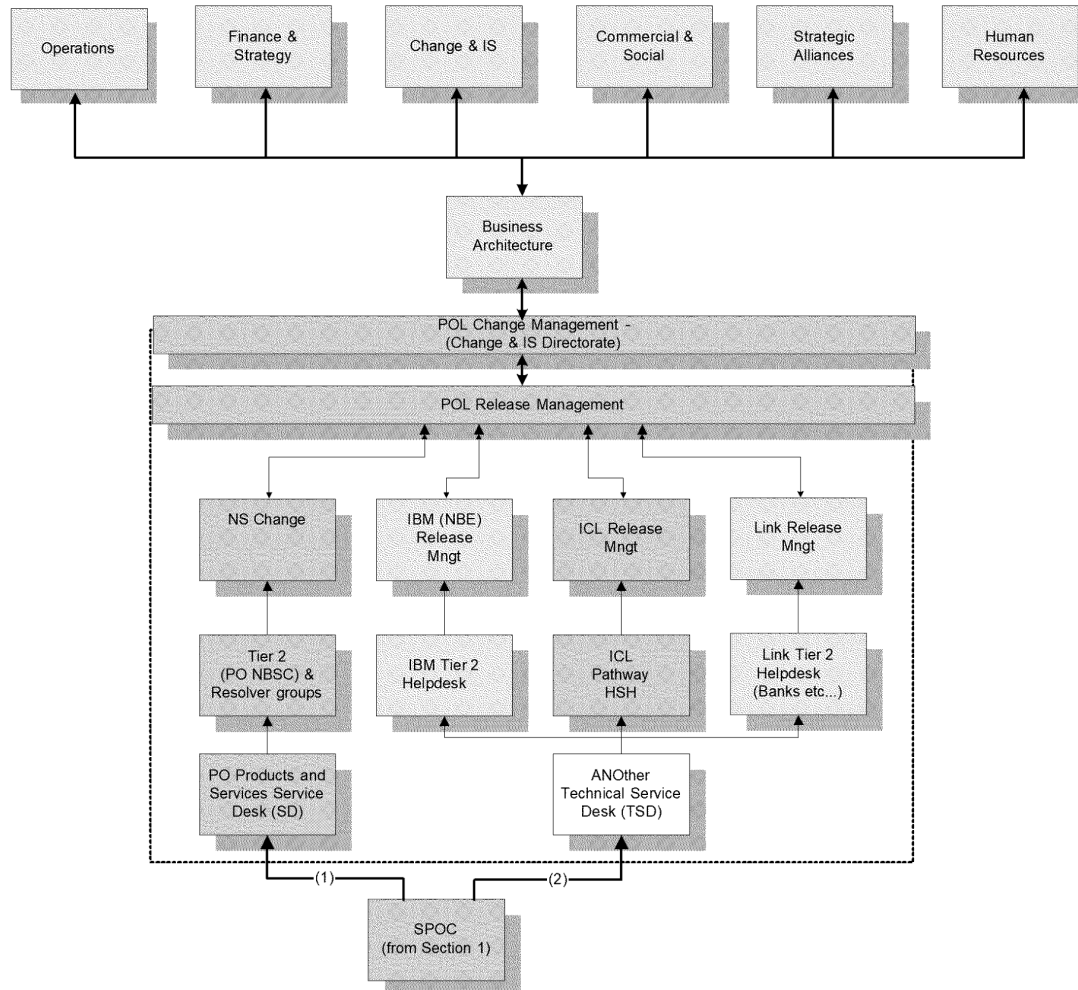 Operations
Finance &
Strategy
Change & IS
Commercial &
Social
Strategic
Alliances
Human
Resources
Business
Architecture
POL Change Management -
(Change & IS Directorate)
POL Release Management
NS Change
IBM (NBE)
Release
Mngt
ICL Release
Mngt
Link Release
Mngt
Tier 2
(PO NBSC) &
Resolver groups
IBM Tier 2
Helpdesk
ICL
Pathway
HSH
Link Tier 2
Helpdesk
(Banks etc...)
PO Products and
Services Service
Desk (SD)
ANOther
Technical Service
Desk (TSD)
(1)
(2)
SPOC
(from Section 1)